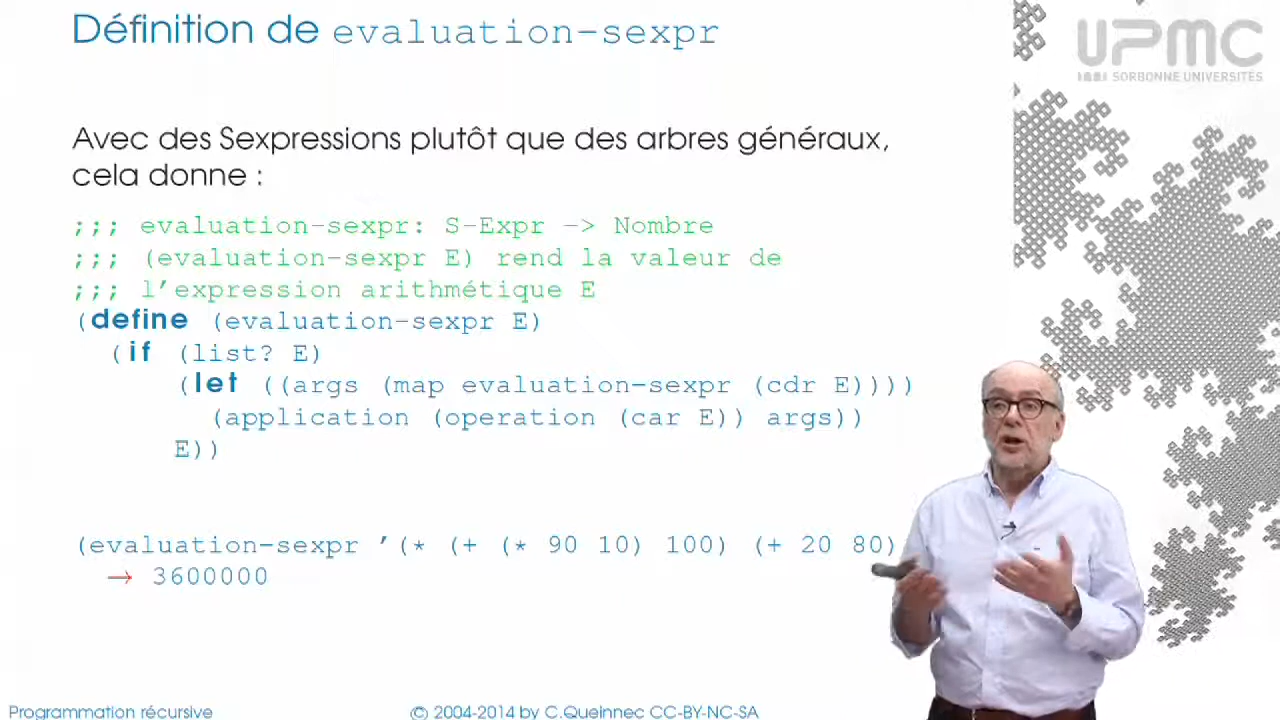 Définition de evaluation-sexpr
UPMC
SORBONNE UNIVERSITÉS
Avec des Sexpressions plutôt que des arbres généraux,
cela donne :
;;; evaluation-sexpr: S-Expr -> Nombre
;;; (evaluation-sexpr E) rend la valeur de
;;; l'expression arithmétique E
(define (evaluation-sexpr E)
(if (list? E)
(let ((args (map evaluation-sexpr (cdr E))))
(application (operation (car E)) args))
E))
(evaluation-sexpr '(* (+ (* 90 10) 100) (+ 20 80)
→ 3600000
Programmation récursive
© 2004-2014 by C.Queinnec CC-BY-NC-SA